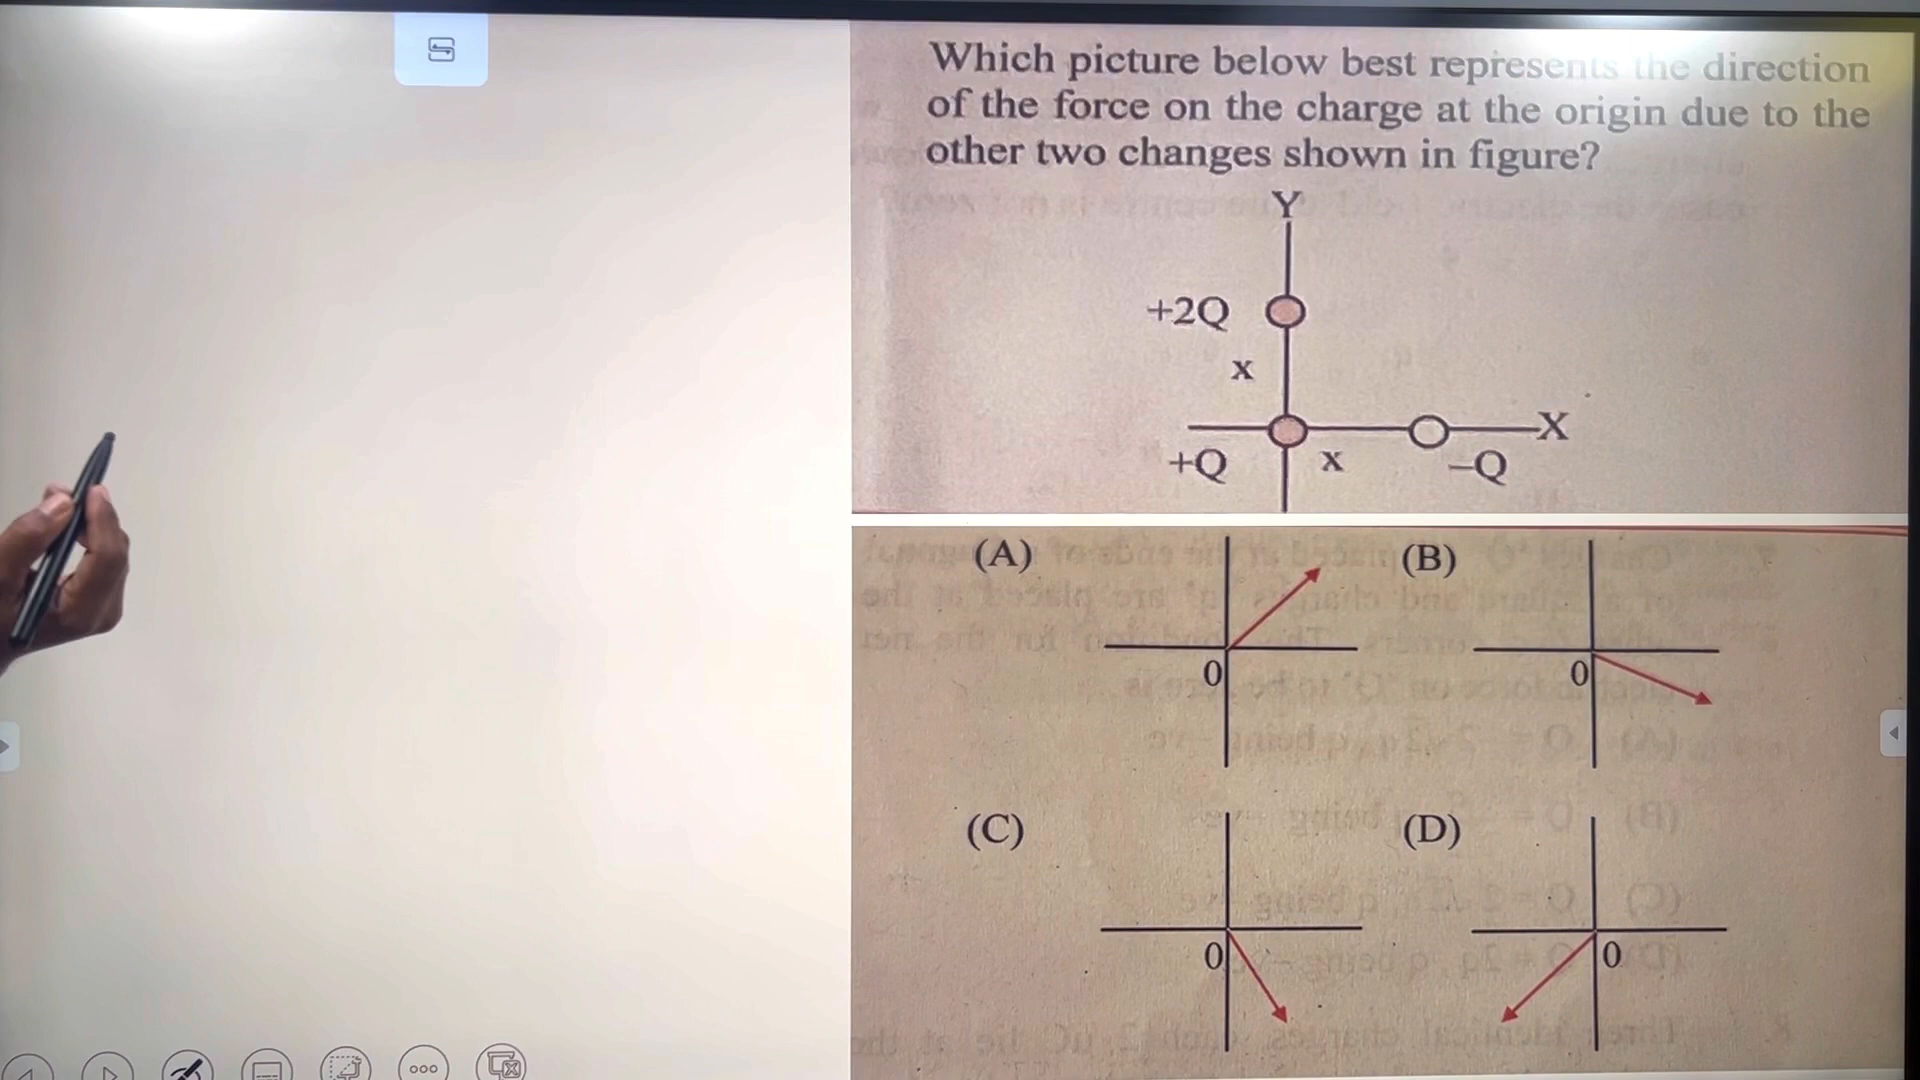 Which picture below best represents the direction
of the force on the charge at the origin due to the
other two changes shown in figure?
Y
+2Q
x
X
+Q
x
−Q
(A)
0
(B)
0
(C)
0
(D)
0